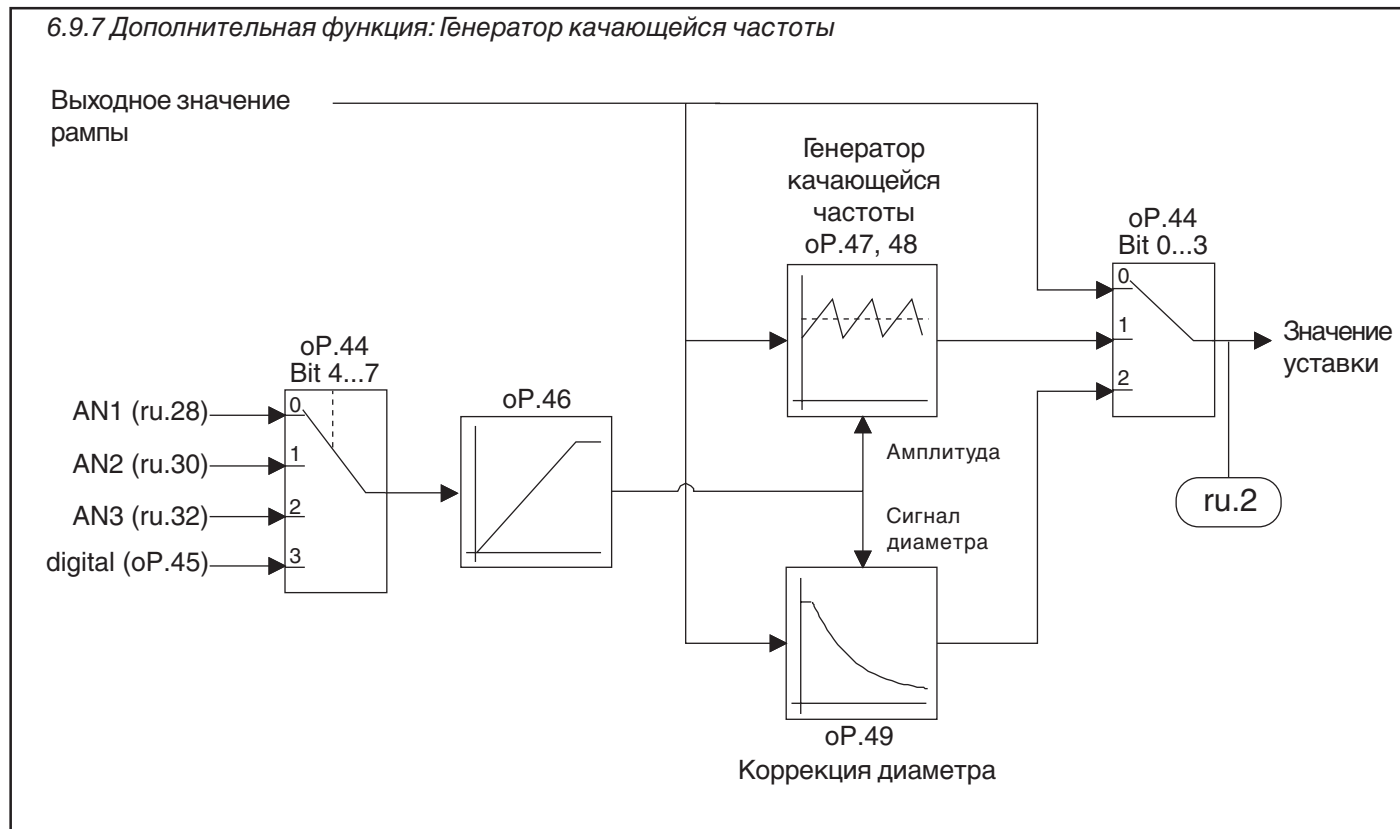 6.9.7 Дополнительная функция: Генератор качающейся частоты
Выходное значение
рампы
Генератор
качающейся
частоты
oP.47, 48
oP.44
Bit 0...3
0
1
2
Значение
уставки
ru.2
oP.44
Bit 4...7
AN1 (ru.28)
AN2 (ru.30)
AN3 (ru.32)
digital (oP.45)
0
1
2
3
oP.46
Амплитуда
Сигнал
диаметра
oP.49
Коррекция диаметра